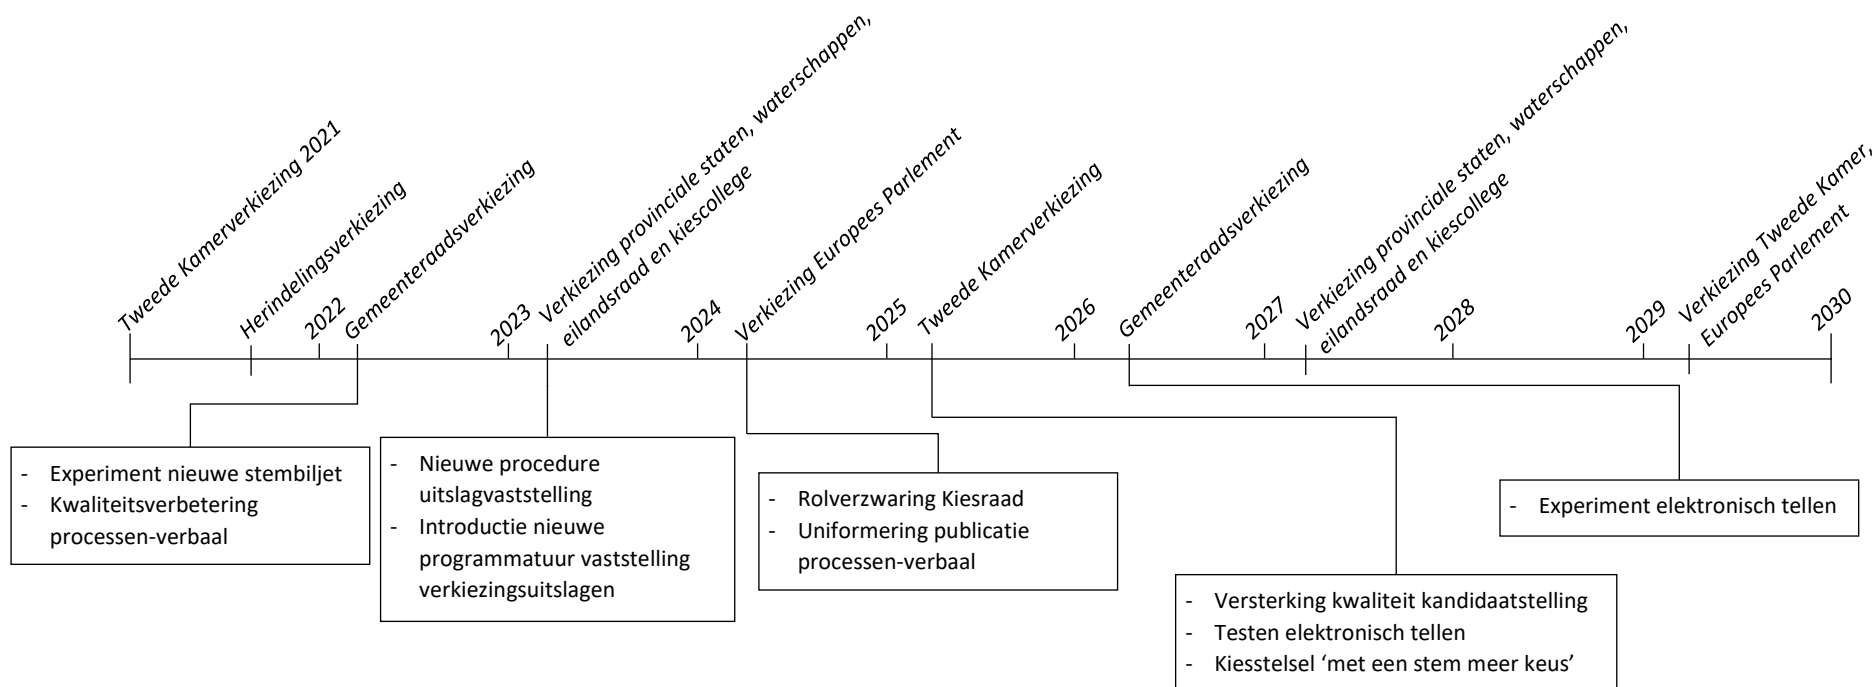 Tweede Kamerverkiezing 2021
Herindelingsverkiezing
2022
Gemeenteraadsverkiezing
2023
Verkiezing provinciale staten, waterschappen,
eilandsraad en kiescollege
2024
Verkiezing Europees Parlement
2025
Tweede Kamerverkiezing
2026
Gemeenteraadsverkiezing
2027
Verkiezing provinciale staten, waterschappen,
eilandsraad en kiescollege
2028
2029
Verkiezing Tweede Kamer,
Europees Parlement
2030
- Experiment nieuwe stembiljet
- Kwaliteitsverbetering
processen-verbaal
- Nieuwe procedure
uitslagvaststelling
- Introductie nieuwe
programmatuur vaststelling
verkiezingsuitslagen
- Rolverzwaring Kiesraad
- Uniformering publicatie
processen-verbaal
- Versterking kwaliteit kandidaatstelling
- Testen elektronisch tellen
- Kiesstelsel ‘met een stem meer keus’
- Experiment elektronisch tellen